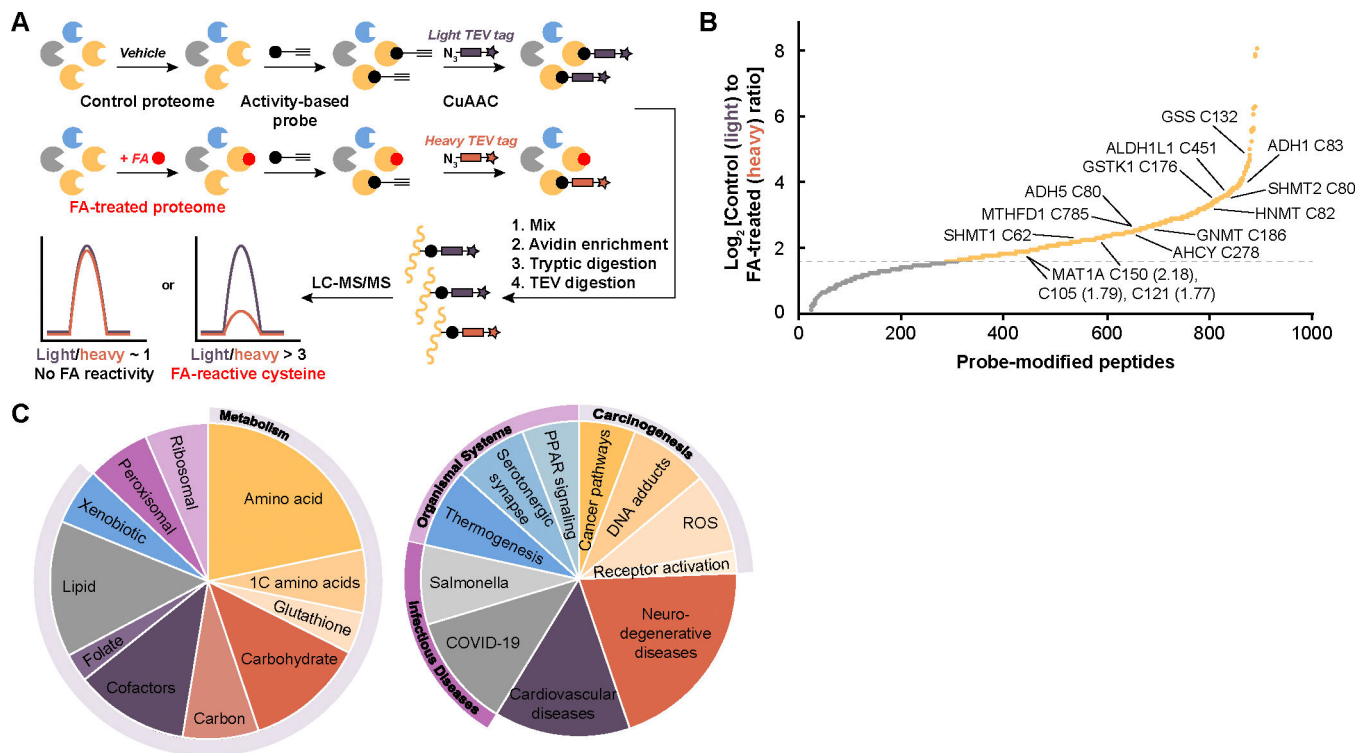 A
Vehicle
Light TEV tag
N3
Control proteome
Activity-based
probe
CuAAC
+ FA
Heavy TEV tag
N3
FA-treated proteome
1. Mix
2. Avidin enrichment
3. Tryptic digestion
4. TEV digestion
or
LC-MS/MS
Light/heavy ~ 1
No FA reactivity
Light/heavy > 3
FA-reactive cysteine
B
Log2 [Control (light) to
FA-treated (heavy) ratio
8
6
4
2
0
GSS C132
ALDH1L1 C451
GSTK1 C176
ADH5 C80
MTHFD1 C785
SHMT1 C62
ADH1 C83
SHMT2 C80
HNMT C82
GNMT C186
AHCY C278
MAT1A C150 (2.18),
C105 (1.79), C121 (1.77)
0
200
400
600
800
1000
Probe-modified peptides
C
Metabolism
Amino acid
1C amino acids
Glutathione
Carbohydrate
Carbon
Cofactors
Folate
Lipid
Xenobiotic
Peroxisomal
Ribosomal
Organismal Systems
Carcinogenesis
Infectious Diseases
Cancer pathways
DNA adducts
ROS
Receptor activation
Neuro-
degenerative
diseases
Cardiovascular
diseases
COVID-19
Salmonella
Thermogenesis
Serotonergic
synapse
PPAR signaling